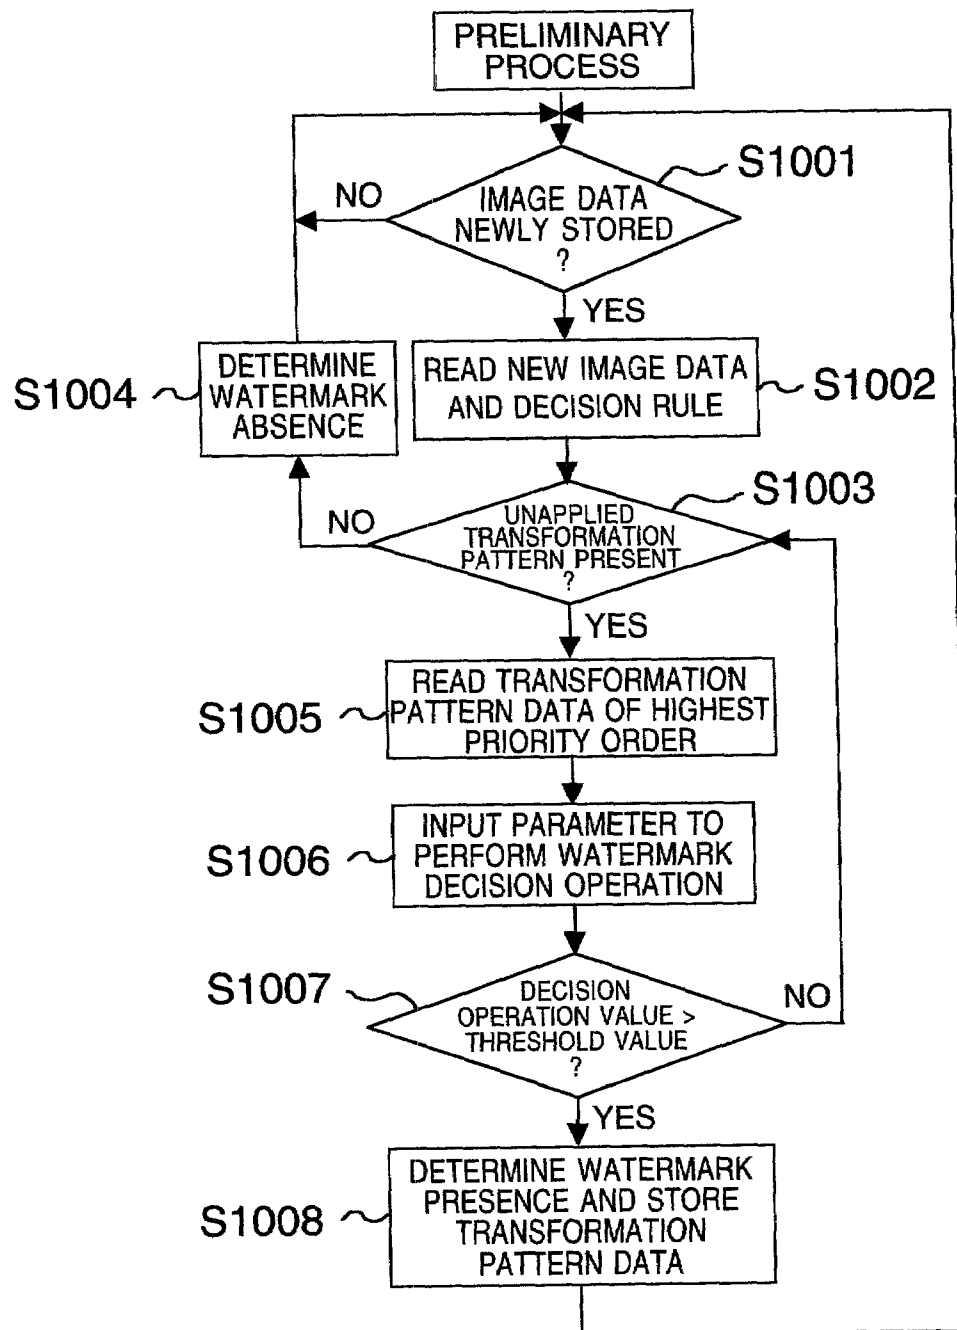 PRELIMINARY
PROCESS
S1001
NO
IMAGE DATA
NEWLY STORED
?
YES
S1004
DETERMINE
WATERMARK
ABSENCE
READ NEW IMAGE DATA
AND DECISION RULE
S1002
S1003
NO
UNAPPLIED
TRANSFORMATION
PATTERN PRESENT
?
YES
S1005
READ TRANSFORMATION
PATTERN DATA OF HIGHEST
PRIORITY ORDER
S1006
INPUT PARAMETER TO
PERFORM WATERMARK
DECISION OPERATION
S1007
DECISION
OPERATION VALUE >
THRESHOLD VALUE
?
NO
YES
S1008
DETERMINE WATERMARK
PRESENCE AND STORE
TRANSFORMATION
PATTERN DATA